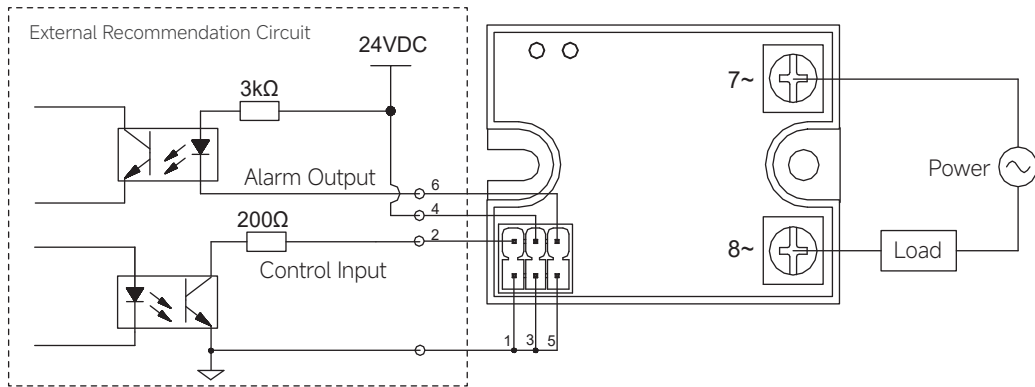 External Recommendation Circuit
24VDC
3kΩ
7~
Alarm Output
6
Power
4
200Ω
2
8~
Load
Control Input
1
3
5